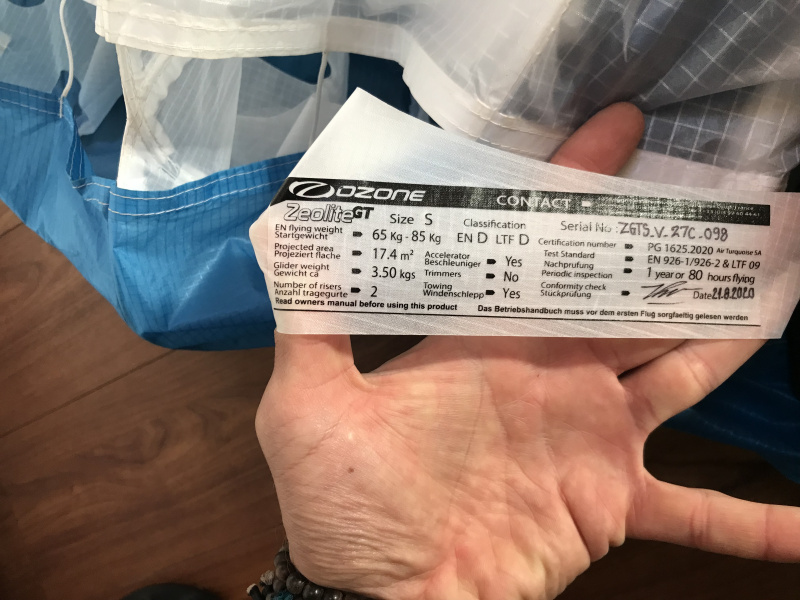 OZONE
CONTACT
ZeoliteGT Size S Classification Serial No : ZGTS.V.27C.098
EN flying weight
Startgewicht 65 Kg - 85 kg EN D LTF D
Projected area
Projeziert flache 17.4 m²
Glider weight
Gewicht ca 3.50 kgs
Number of risers
Anzahl tragegurte 2
Accelerator
Beschleuniger Yes
Trimmers No
Towing
Windenschlepp Yes
Certification number PG 1625.2020 Air Turquoise SA
Test Standard
Nachprufung EN 926-1/926-2 & LTF 09
Periodic inspection 1 year or 80 hours flying
Conformity check
Stückprüfung Date 21.8.2020
Read owners manual before using this product Das Betriebshandbuch muss vor dem ersten Flug sorgfaeltig gelesen werden